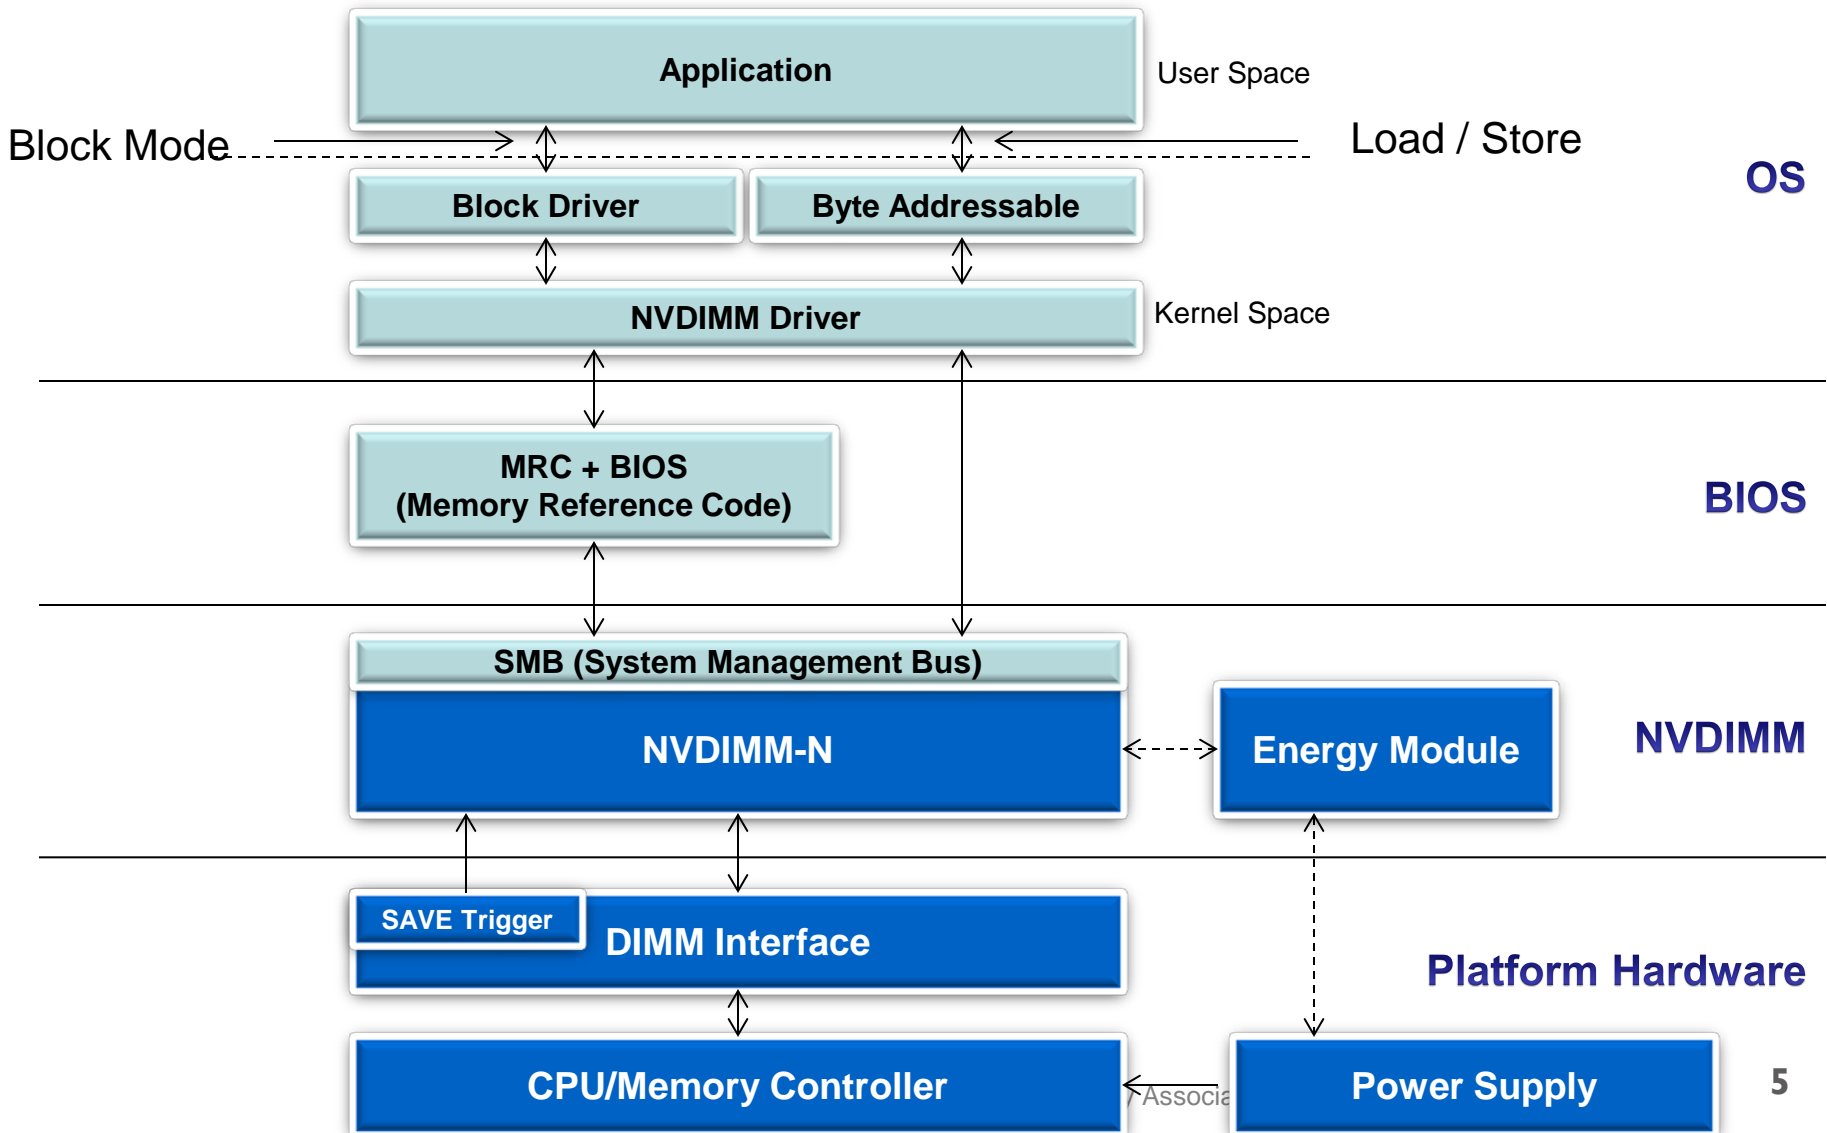 Application
User Space
Block Mode
Load / Store
OS
Block Driver
Byte Addressable
NVDIMM Driver
Kernel Space
MRC + BIOS
(Memory Reference Code)
BIOS
SMB (System Management Bus)
NVDIMM-N
Energy Module
NVDIMM
SAVE Trigger
DIMM Interface
Platform Hardware
CPU/Memory Controller
Power Supply
5